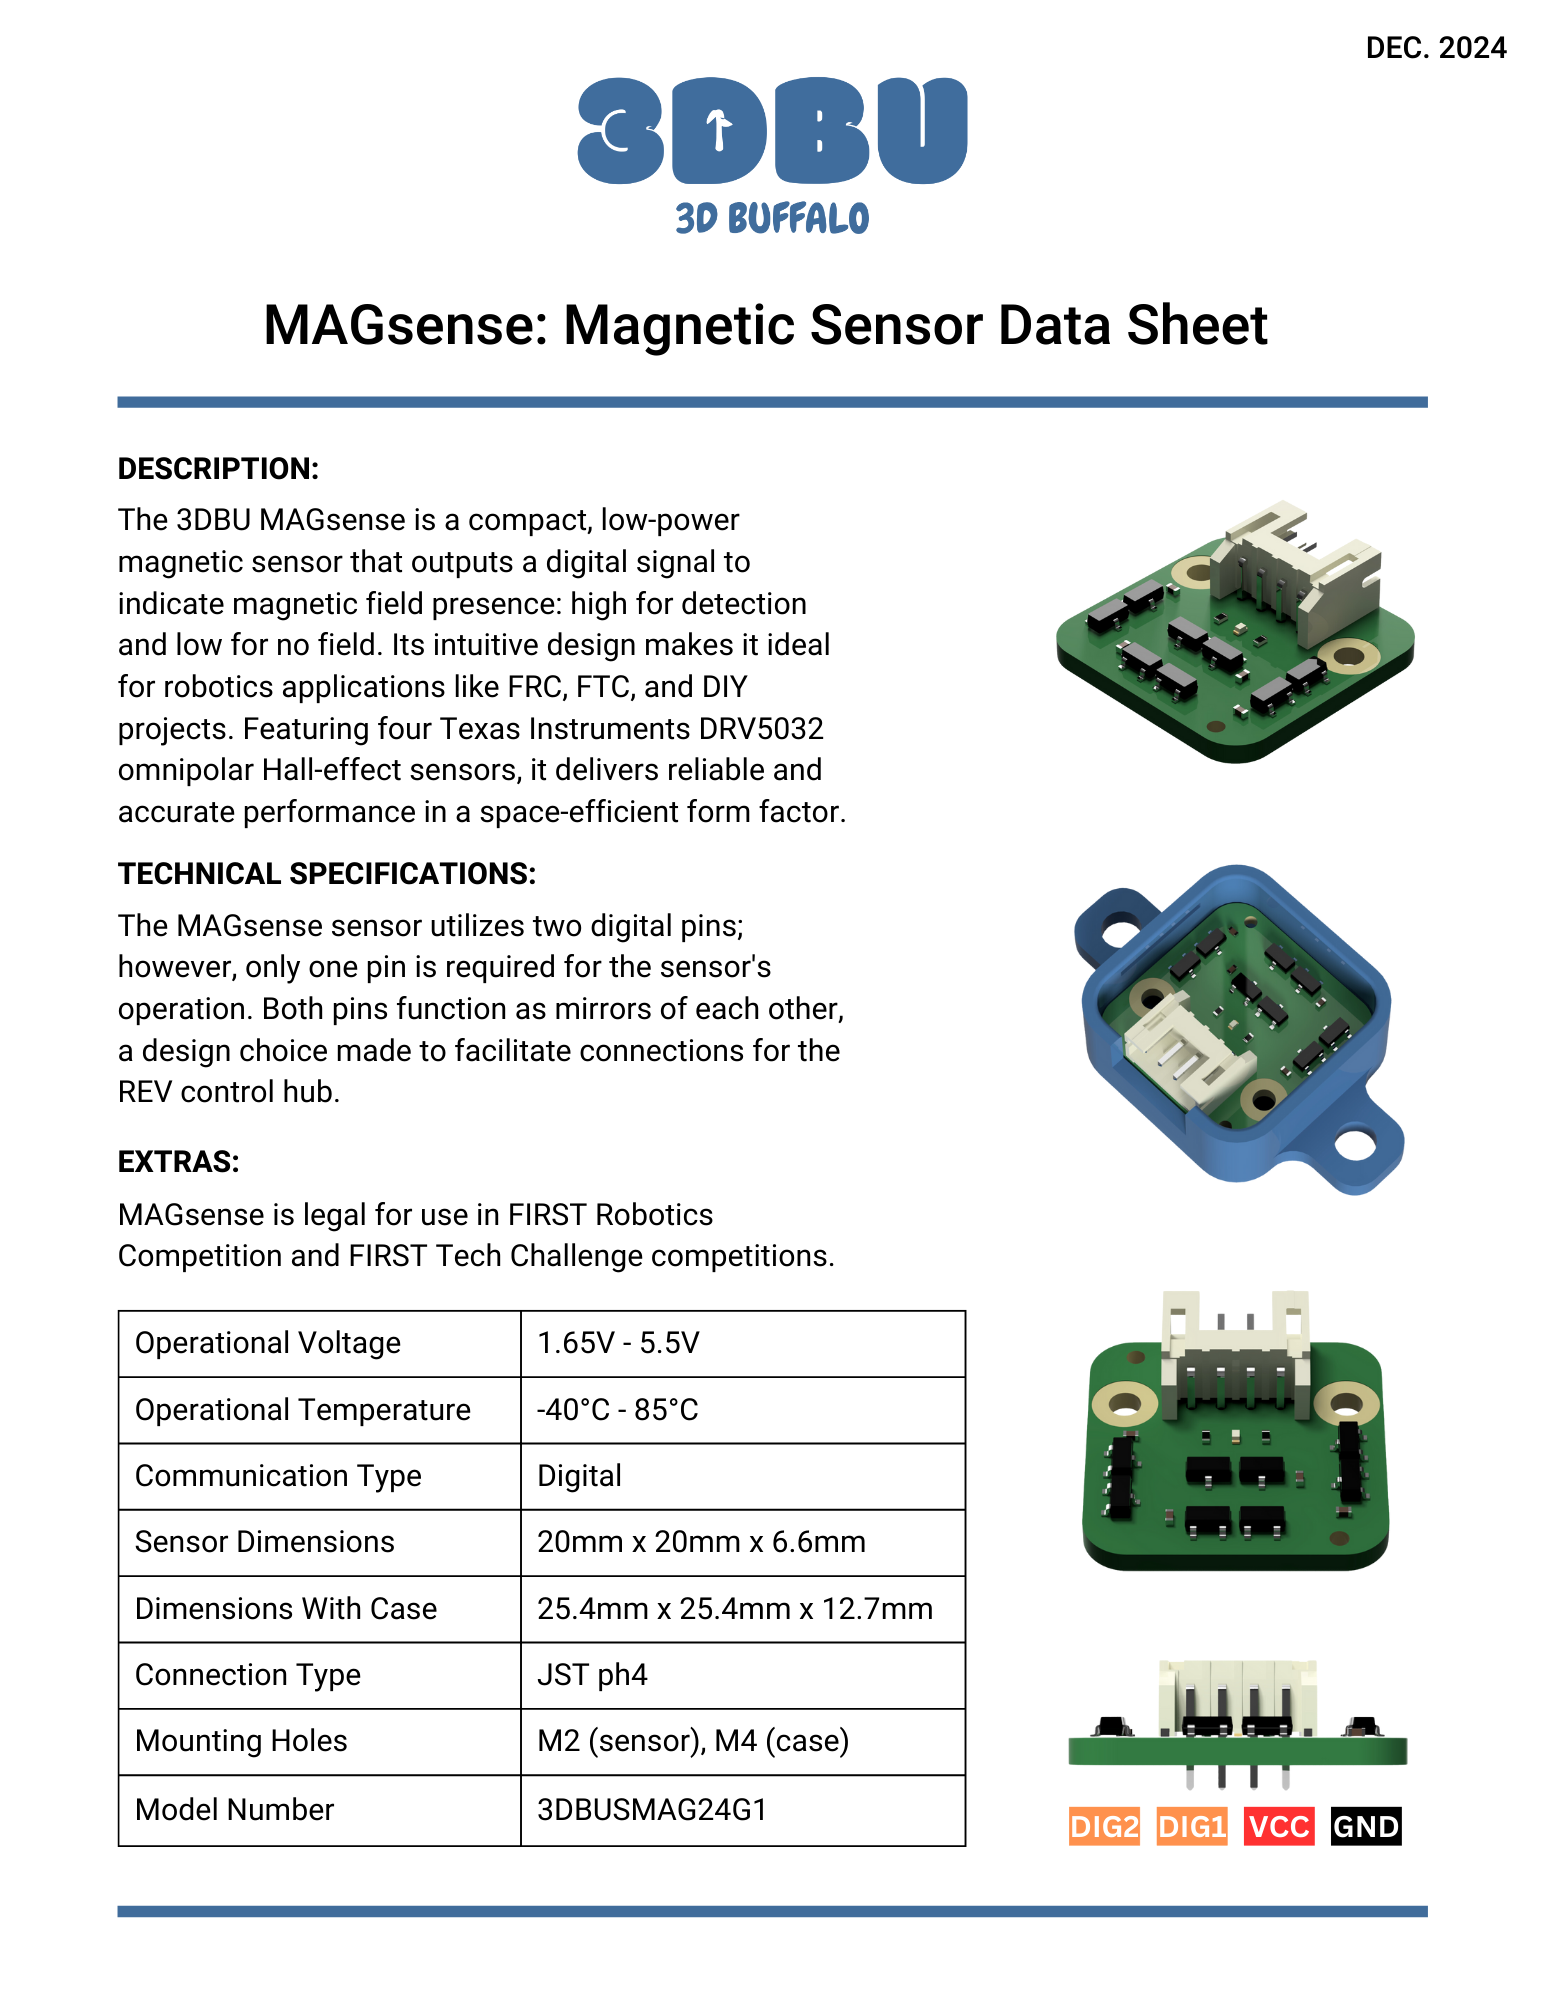 DEC. 2024
3DBU
3D BUFFALO
MAGsense: Magnetic Sensor Data Sheet
DESCRIPTION:
The 3DBU MAGsense is a compact, low-power
magnetic sensor that outputs a digital signal to
indicate magnetic field presence: high for detection
and low for no field. Its intuitive design makes it ideal
for robotics applications like FRC, FTC, and DIY
projects. Featuring four Texas Instruments DRV5032
omnipolar Hall-effect sensors, it delivers reliable and
accurate performance in a space-efficient form factor.
TECHNICAL SPECIFICATIONS:
The MAGsense sensor utilizes two digital pins;
however, only one pin is required for the sensor's
operation. Both pins function as mirrors of each other,
a design choice made to facilitate connections for the
REV control hub.
EXTRAS:
MAGsense is legal for use in FIRST Robotics
Competition and FIRST Tech Challenge competitions.
Operational Voltage 1.65V - 5.5V
Operational Temperature -40°C - 85°C
Communication Type Digital
Sensor Dimensions 20mm x 20mm x 6.6mm
Dimensions With Case 25.4mm x 25.4mm x 12.7mm
Connection Type JST ph4
Mounting Holes M2 (sensor), M4 (case)
Model Number 3DBUSMAG24G1
DIG2 DIG1 VCC GND